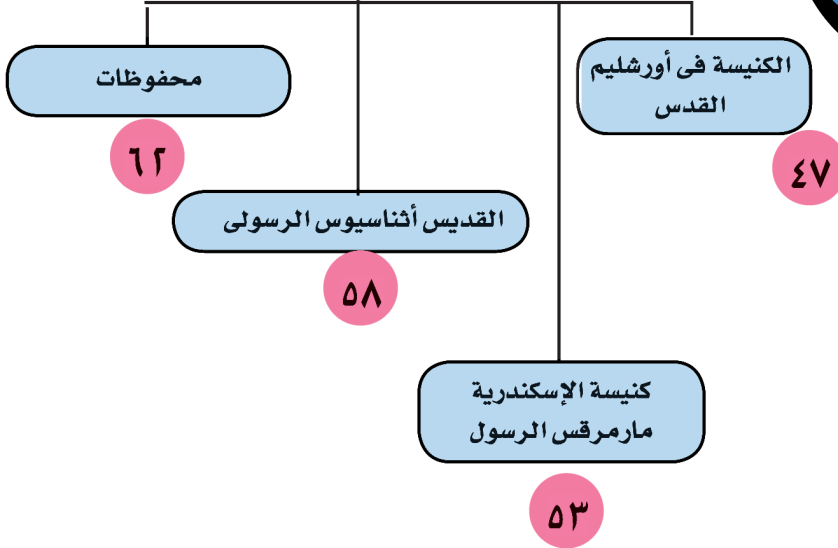 الكنيسة فى أورشليم
القدس
٤٧
كنيسة الإسكندرية
مارمرقس الرسول
٥٣
القديس أثناسيوس الرسولى
٥٨
محفوظات
٦٢